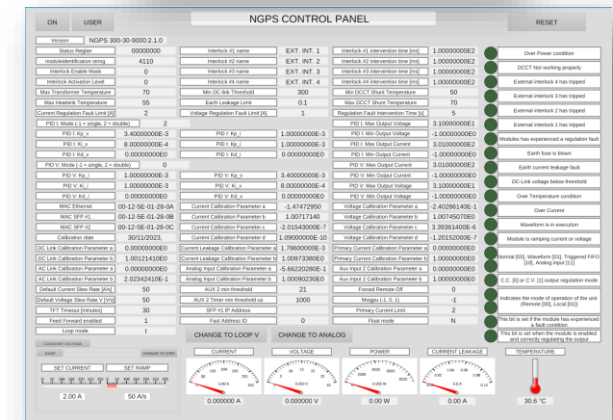 NGPS CONTROL PANEL
ON USER RESET
Version NGPS 300-30-9000:2.1.0
Status Register 00000000 Interlock #1 name EXT. INT. 1 Interlock #1 intervention time [ms] 1.00000000E2
moduleidentification string 4110 Interlock #2 name EXT. INT. 2 Interlock #2 intervention time [ms] 1.00000000E2
Interlock Enable Mask 0 Interlock #3 name EXT. INT. 3 Interlock #3 intervention time [ms] 1.00000000E2
Interlock Activation Level 0 Interlock #4 name EXT. INT. 4 Interlock #4 intervention time [ms] 1.00000000E2
Max Transformer Temperature 70 Min DC-link Threshold 300 Min DCCT Shunt Temperature 50
Max Heatsink Temperature 55 Earth Leakage Limit 0.1 Max DCCT Shunt Temperature 70
Current Regulation Fault Limit [A] 2 Voltage Regulation Fault Limit [A] 1 Regulation Fault Intervention Time [s] 5
PID I: Mode (-1 = single, 2 = double) 2 PID I: Max Output Voltage 3.10000000E1
PID I: Kp_v 3.40000000E-3 PID I: Kp_i 1.00000000E-3 PID I: Min Output Voltage -1.00000000E0
PID I: Ki_v 8.00000000E-4 PID I: Ki_i 1.00000000E-3 PID I: Max Output Current 3.01000000E2
PID I: Kd_v 0.00000000E0 PID I: Kd_i 0.00000000E0 PID I: Min Output Current -1.00000000E0
PID V: Mode (-1 = single, 2 = double) 0 PID V: Max Output Current 3.01000000E2
PID V: Kp_i 1.00000000E-3 PID V: Kp_v 3.40000000E-3 PID V: Min Output Current -1.00000000E0
PID V: Ki_i 1.00000000E-3 PID V: Ki_v 8.00000000E-4 PID V: Max Output Voltage 3.10000000E1
PID V: Kd_i 0.00000000E0 PID V: Kd_v 0.00000000E0 PID V: Min Output Voltage -1.00000000E0
MAC Ethernet 00-12-5E-01-28-0A Current Calibration Parameter a -1.47472950 Voltage Calibration Parameter a -2.40286140E-1
MAC SFP #1 00-12-5E-01-28-0B Current Calibration Parameter b 1.00717140 Voltage Calibration Parameter b 1.00745070E0
MAC SFP #2 00-12-5E-01-28-0C Current Calibration Parameter c -2.01543000E-7 Voltage Calibration Parameter c 3.39361400E-6
Calibration date 30/11/2023, Current Calibration Parameter d 1.09600000E-10 Voltage Calibration Parameter d -1.20152000E-7
DC Link Calibration Parameter a 0.00000000E0 Current Leakage Calibration Parameter a 1.78600000E-3 Primary Current Calibration Parameter a 0.00000000E0
DC Link Calibration Parameter b 1.00121410E0 Current Leakage Calibration Parameter b 1.00973380E0 Primary Current Calibration Parameter b 1.00000000E0
AC Link Calibration Parameter a 0.00000000E0 Analog Input Calibration Parameter a -5.66220280E-1 Aux Input 2 Calibration Parameter a 0.00000000E0
AC Link Calibration Parameter b 2.02342410E-1 Analog Input Calibration Parameter b 1.00090230E0 Aux Input 2 Calibration Parameter b 1.00000000E0
Default Current Slew Rate [A/s] 50 AUX 2 min threshold 21 Forced Remote Off 0
Default Voltage Slew Rate V [V/s] 50 AUX 2 Timer min threshold us 1000 Magpu (-1, 0, 1) -1
TFT Timeout [minutes] 30 SFP #1 IP Address Primary Current Limit 2
Feed Forward enabled 1 Fast Address ID 0 Float mode N
Loop mode I
CHANGE TO LOOP V CHANGE TO ANALOG
CONSTANT VOLTAGE
RAMP
SET CURRENT SET RAMP
2.00 A 50 A/s
CURRENT VOLTAGE POWER CURRENT LEAKAGE TEMPERATURE
0.000000 A 0.000000 V 0.00 W 0.00 A 30.6 °C
Over Power condition
DCCT Not working properly
External interlock 4 has tripped
External interlock 3 has tripped
External interlock 2 has tripped
External interlock 1 has tripped
Modules has experienced a regulation fault
Earth fuse is blown
Earth current leakage fault
DC-Link voltage below threshold
Over Temperature condition
Over Current
Waveform is in execution
Module is ramping current or voltage
Normal [00], Waveform [01], Triggered FIFO
[10], Analog input [11]
C.C. [0] or C.V. [1] output regulation mode
Indicates the mode of operation of the unit
(Remote [00], Local [01])
This bit is set if the module has experienced
a fault condition
This bit is set when the module is enabled
and correctly regulating the output